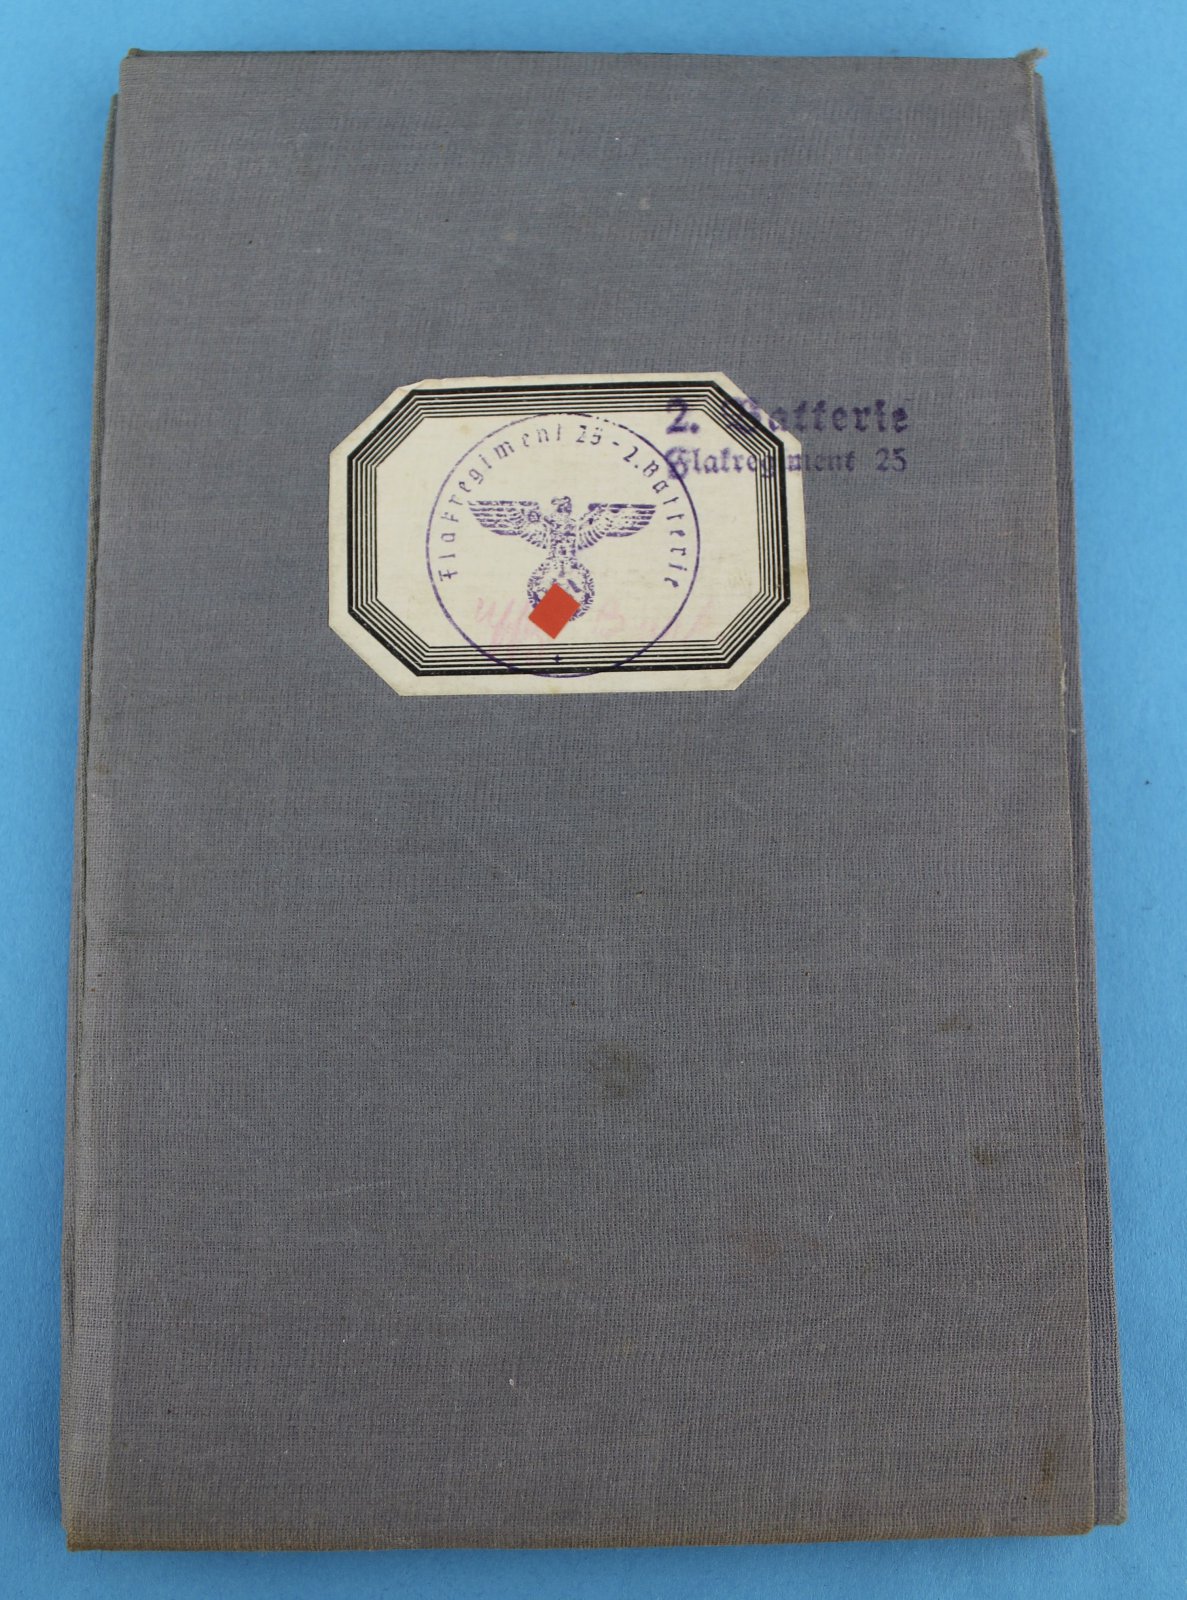 2. Batterie
Flakregiment 25
Flakregiment 25 - 2. Batterie